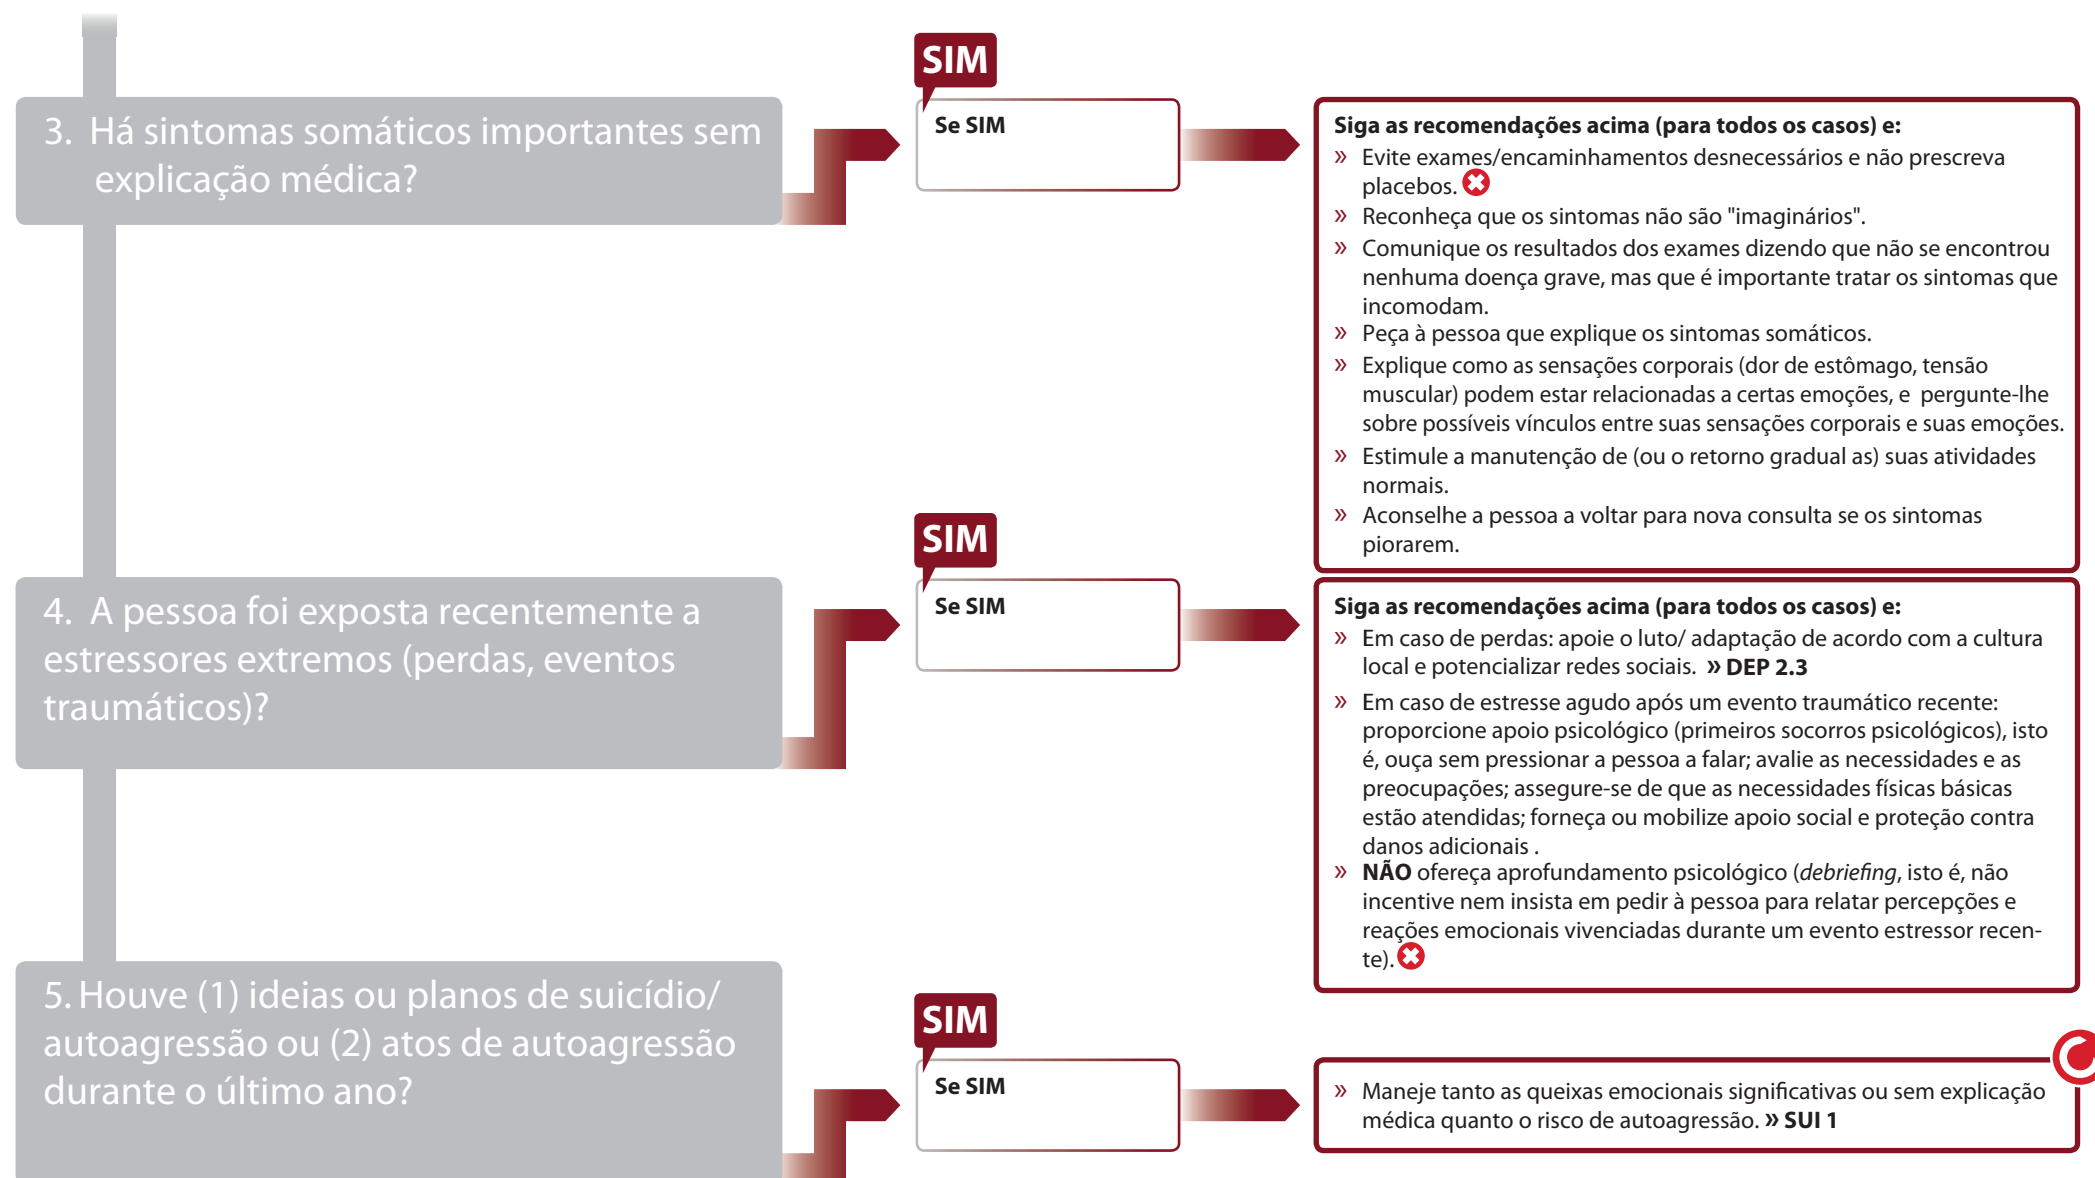 SIM
3. Há sintomas somáticos importantes sem
explicação médica?
Se SIM
Siga as recomendações acima (para todos os casos) e:
» Evite exames/encaminhamentos desnecessários e não prescreva
placebos.
» Reconheça que os sintomas não são "imaginários".
» Comunique os resultados dos exames dizendo que não se encontrou
nenhuma doença grave, mas que é importante tratar os sintomas que
incomodam.
» Peça à pessoa que explique os sintomas somáticos.
» Explique como as sensações corporais (dor de estômago, tensão
muscular) podem estar relacionadas a certas emoções, e pergunte-lhe
sobre possíveis vínculos entre suas sensações corporais e suas emoções.
» Estimule a manutenção de (ou o retorno gradual as) suas atividades
normais.
» Aconselhe a pessoa a voltar para nova consulta se os sintomas
piorarem.
SIM
4. A pessoa foi exposta recentemente a
estressores extremos (perdas, eventos
traumáticos)?
Se SIM
Siga as recomendações acima (para todos os casos) e:
» Em caso de perdas: apoie o luto/ adaptação de acordo com a cultura
local e potencializar redes sociais. » DEP 2.3
» Em caso de estresse agudo após um evento traumático recente:
proporcione apoio psicológico (primeiros socorros psicológicos), isto
é, ouça sem pressionar a pessoa a falar; avalie as necessidades e as
preocupações; assegure-se de que as necessidades físicas básicas
estão atendidas; forneça ou mobilize apoio social e proteção contra
danos adicionais .
» NÃO ofereça aprofundamento psicológico (debriefing, isto é, não
incentive nem insista em pedir à pessoa para relatar percepções e
reações emocionais vivenciadas durante um evento estressor recen-
te).
SIM
5. Houve (1) ideias ou planos de suicídio/
autoagressão ou (2) atos de autoagressão
durante o último ano?
Se SIM
» Maneje tanto as queixas emocionais significativas ou sem explicação
médica quanto o risco de autoagressão. » SUI 1